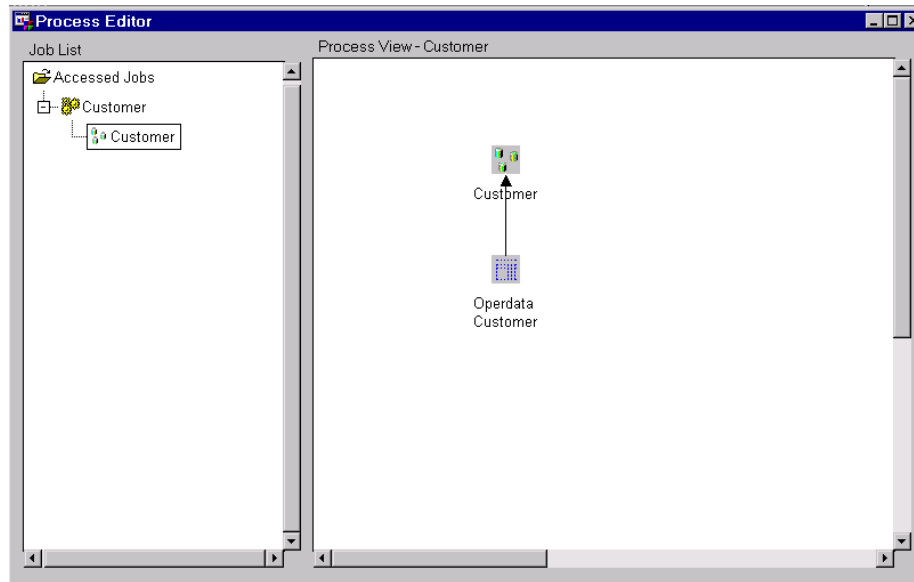 Process Editor
Job List
Process View - Customer
Accessed Jobs
Customer
Customer
Customer
Operdata
Customer